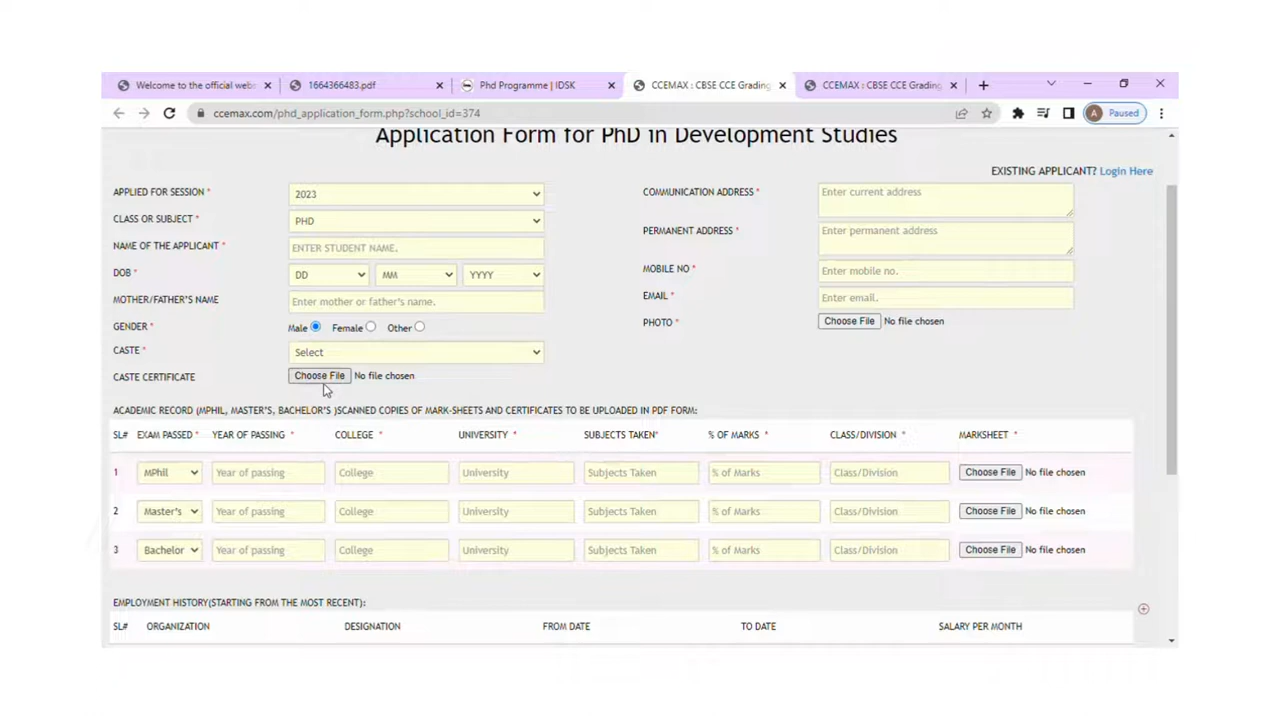 Welcome to the official webs
1664366483.pdf
Phd Programme | IDSK
CCEMAX : CBSE CCE Grading
CCEMAX : CBSE CCE Grading
ccemax.com/phd_application_form.php?school_id=374
A Paused
Application Form for PhD in Development Studies
EXISTING APPLICANT? Login Here
APPLIED FOR SESSION * 2023
CLASS OR SUBJECT * PHD
NAME OF THE APPLICANT * ENTER STUDENT NAME.
DOB * DD MM YYYY
MOTHER/FATHER'S NAME Enter mother or father's name.
GENDER * Male Female Other
CASTE * Select
CASTE CERTIFICATE Choose File No file chosen
COMMUNICATION ADDRESS * Enter current address
PERMANENT ADDRESS * Enter permanent address
MOBILE NO * Enter mobile no.
EMAIL * Enter email.
PHOTO * Choose File No file chosen
ACADEMIC RECORD (MPHIL, MASTER'S, BACHELOR'S )SCANNED COPIES OF MARK-SHEETS AND CERTIFICATES TO BE UPLOADED IN PDF FORM:
SL# EXAM PASSED * YEAR OF PASSING * COLLEGE * UNIVERSITY * SUBJECTS TAKEN* % OF MARKS * CLASS/DIVISION * MARKSHEET *
1 MPhil Year of passing College University Subjects Taken % of Marks Class/Division Choose File No file chosen
2 Master's Year of passing College University Subjects Taken % of Marks Class/Division Choose File No file chosen
3 Bachelor Year of passing College University Subjects Taken % of Marks Class/Division Choose File No file chosen
EMPLOYMENT HISTORY(STARTING FROM THE MOST RECENT):
SL# ORGANIZATION DESIGNATION FROM DATE TO DATE SALARY PER MONTH